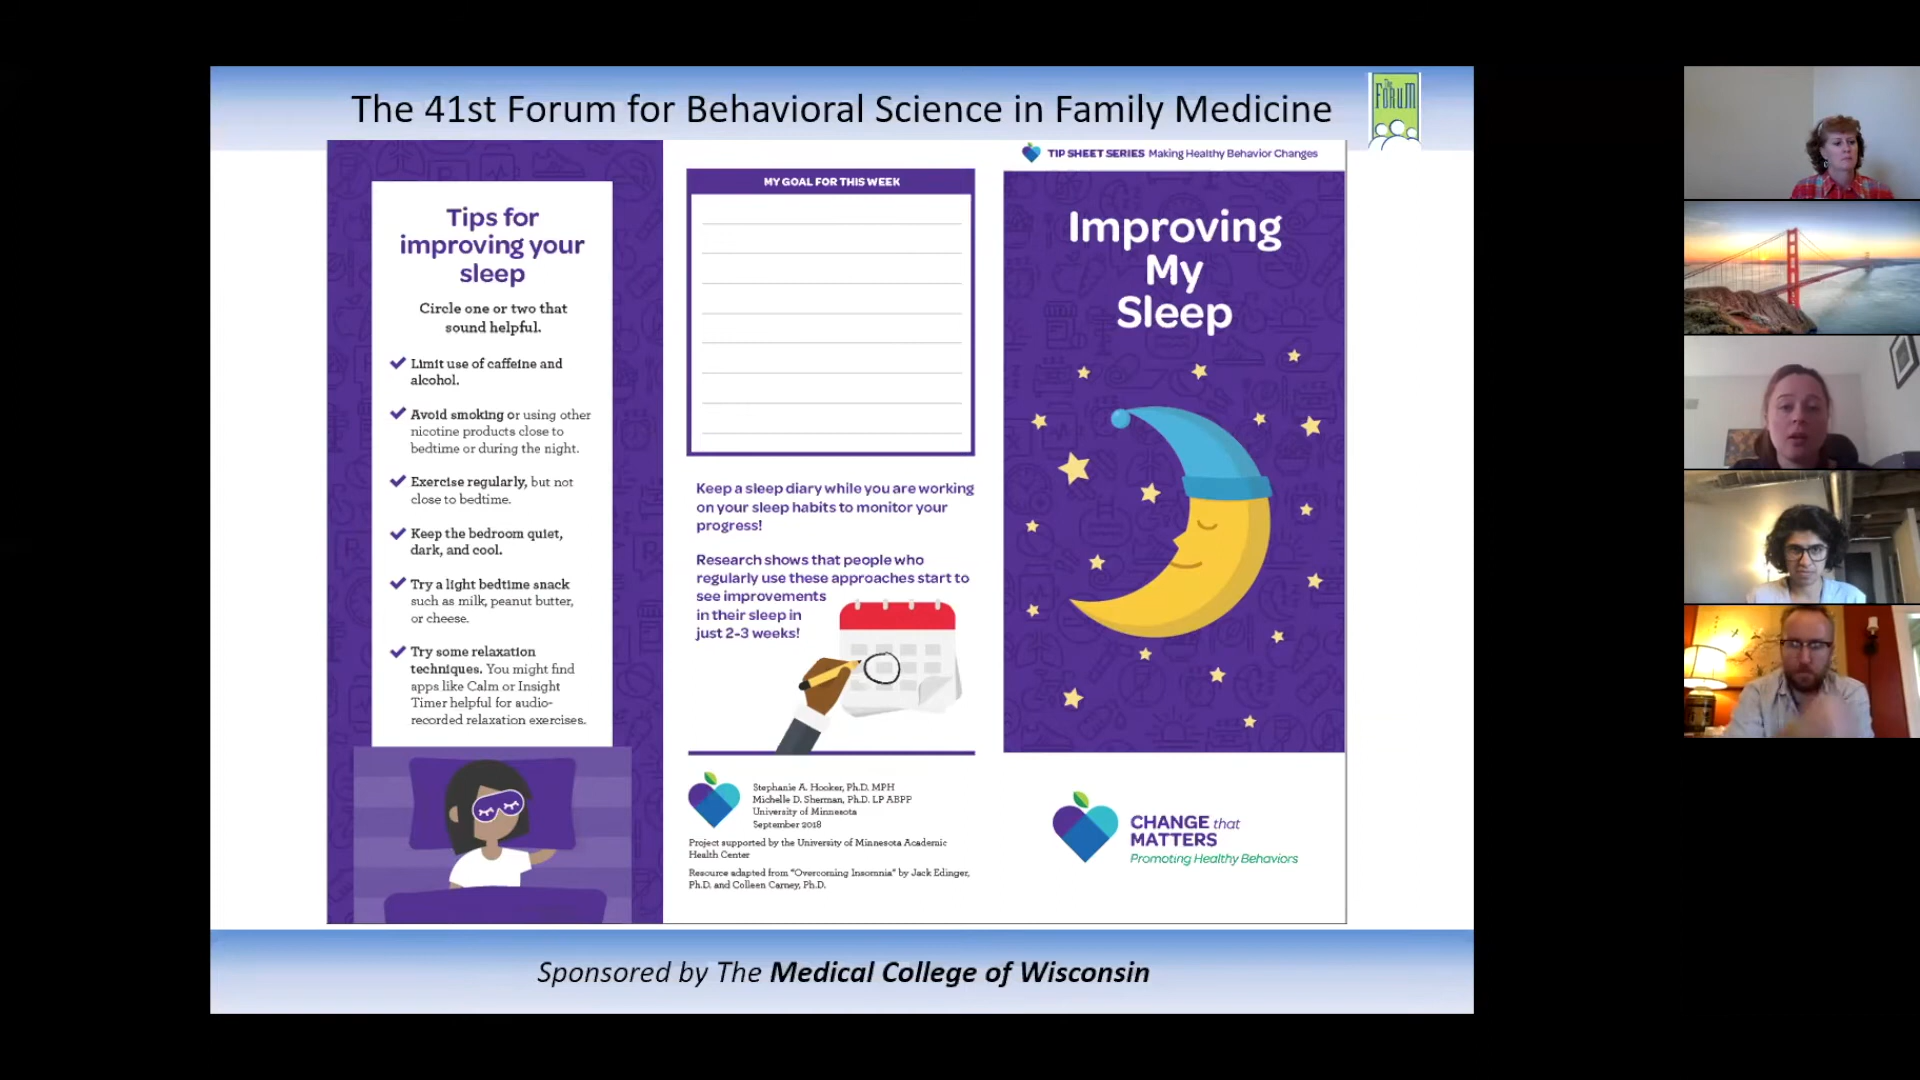 The 41st Forum for Behavioral Science in Family Medicine
The
FORUM
Tips for
improving your
sleep
Circle one or two that
sound helpful.
Limit use of caffeine and
alcohol.
Avoid smoking or using other
nicotine products close to
bedtime or during the night.
Exercise regularly, but not
close to bedtime.
Keep the bedroom quiet,
dark, and cool.
Try a light bedtime snack
such as milk, peanut butter,
or cheese.
Try some relaxation
techniques. You might find
apps like Calm or Insight
Timer helpful for audio-
recorded relaxation exercises.
MY GOAL FOR THIS WEEK
Keep a sleep diary while you are working
on your sleep habits to monitor your
progress!
Research shows that people who
regularly use these approaches start to
see improvements
in their sleep in
just 2-3 weeks!
Stephanie A. Hooker, Ph.D. MPH
Michelle D. Sherman, Ph.D. LP ABPP
University of Minnesota
September 2018
Project supported by the University of Minnesota Academic
Health Center
Resource adapted from “Overcoming Insomnia” by Jack Edinger,
Ph.D. and Colleen Carney, Ph.D.
TIP SHEET SERIES Making Healthy Behavior Changes
Improving
My
Sleep
CHANGE that
MATTERS
Promoting Healthy Behaviors
Sponsored by The Medical College of Wisconsin